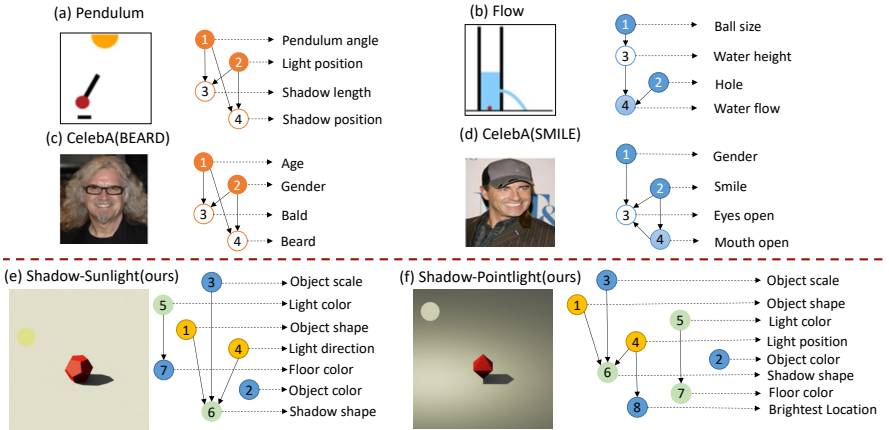 (a) Pendulum
1 Pendulum angle
2 Light position
3 Shadow length
4 Shadow position
(b) Flow
1 Ball size
3 Water height
2 Hole
4 Water flow
(c) CelebA(BEARD)
1 Age
2 Gender
3 Bald
4 Beard
(d) CelebA(SMILE)
1 Gender
2 Smile
3 Eyes open
4 Mouth open
(e) Shadow-Sunlight(ours)
3 Object scale
5 Light color
1 Object shape
4 Light direction
7 Floor color
2 Object color
6 Shadow shape
(f) Shadow-Pointlight(ours)
3 Object scale
1 Object shape
5 Light color
4 Light position
2 Object color
6 Shadow shape
7 Floor color
8 Brightest Location